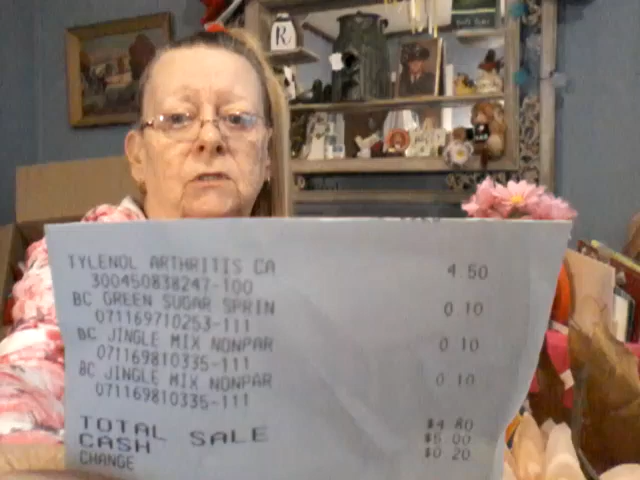 R
TYLENOL ARTHRITIS CA 4.50
300450838247-100
BC GREEN SUGAR SPRIN 0 10
071169710253-111
BC JINGLE MIX NONPAR 0 10
071169810335-111
BC JINGLE MIX NONPAR 0 10
071169810335-111
TOTAL SALE $4 80
CASH $5 00
CHANGE $0 20